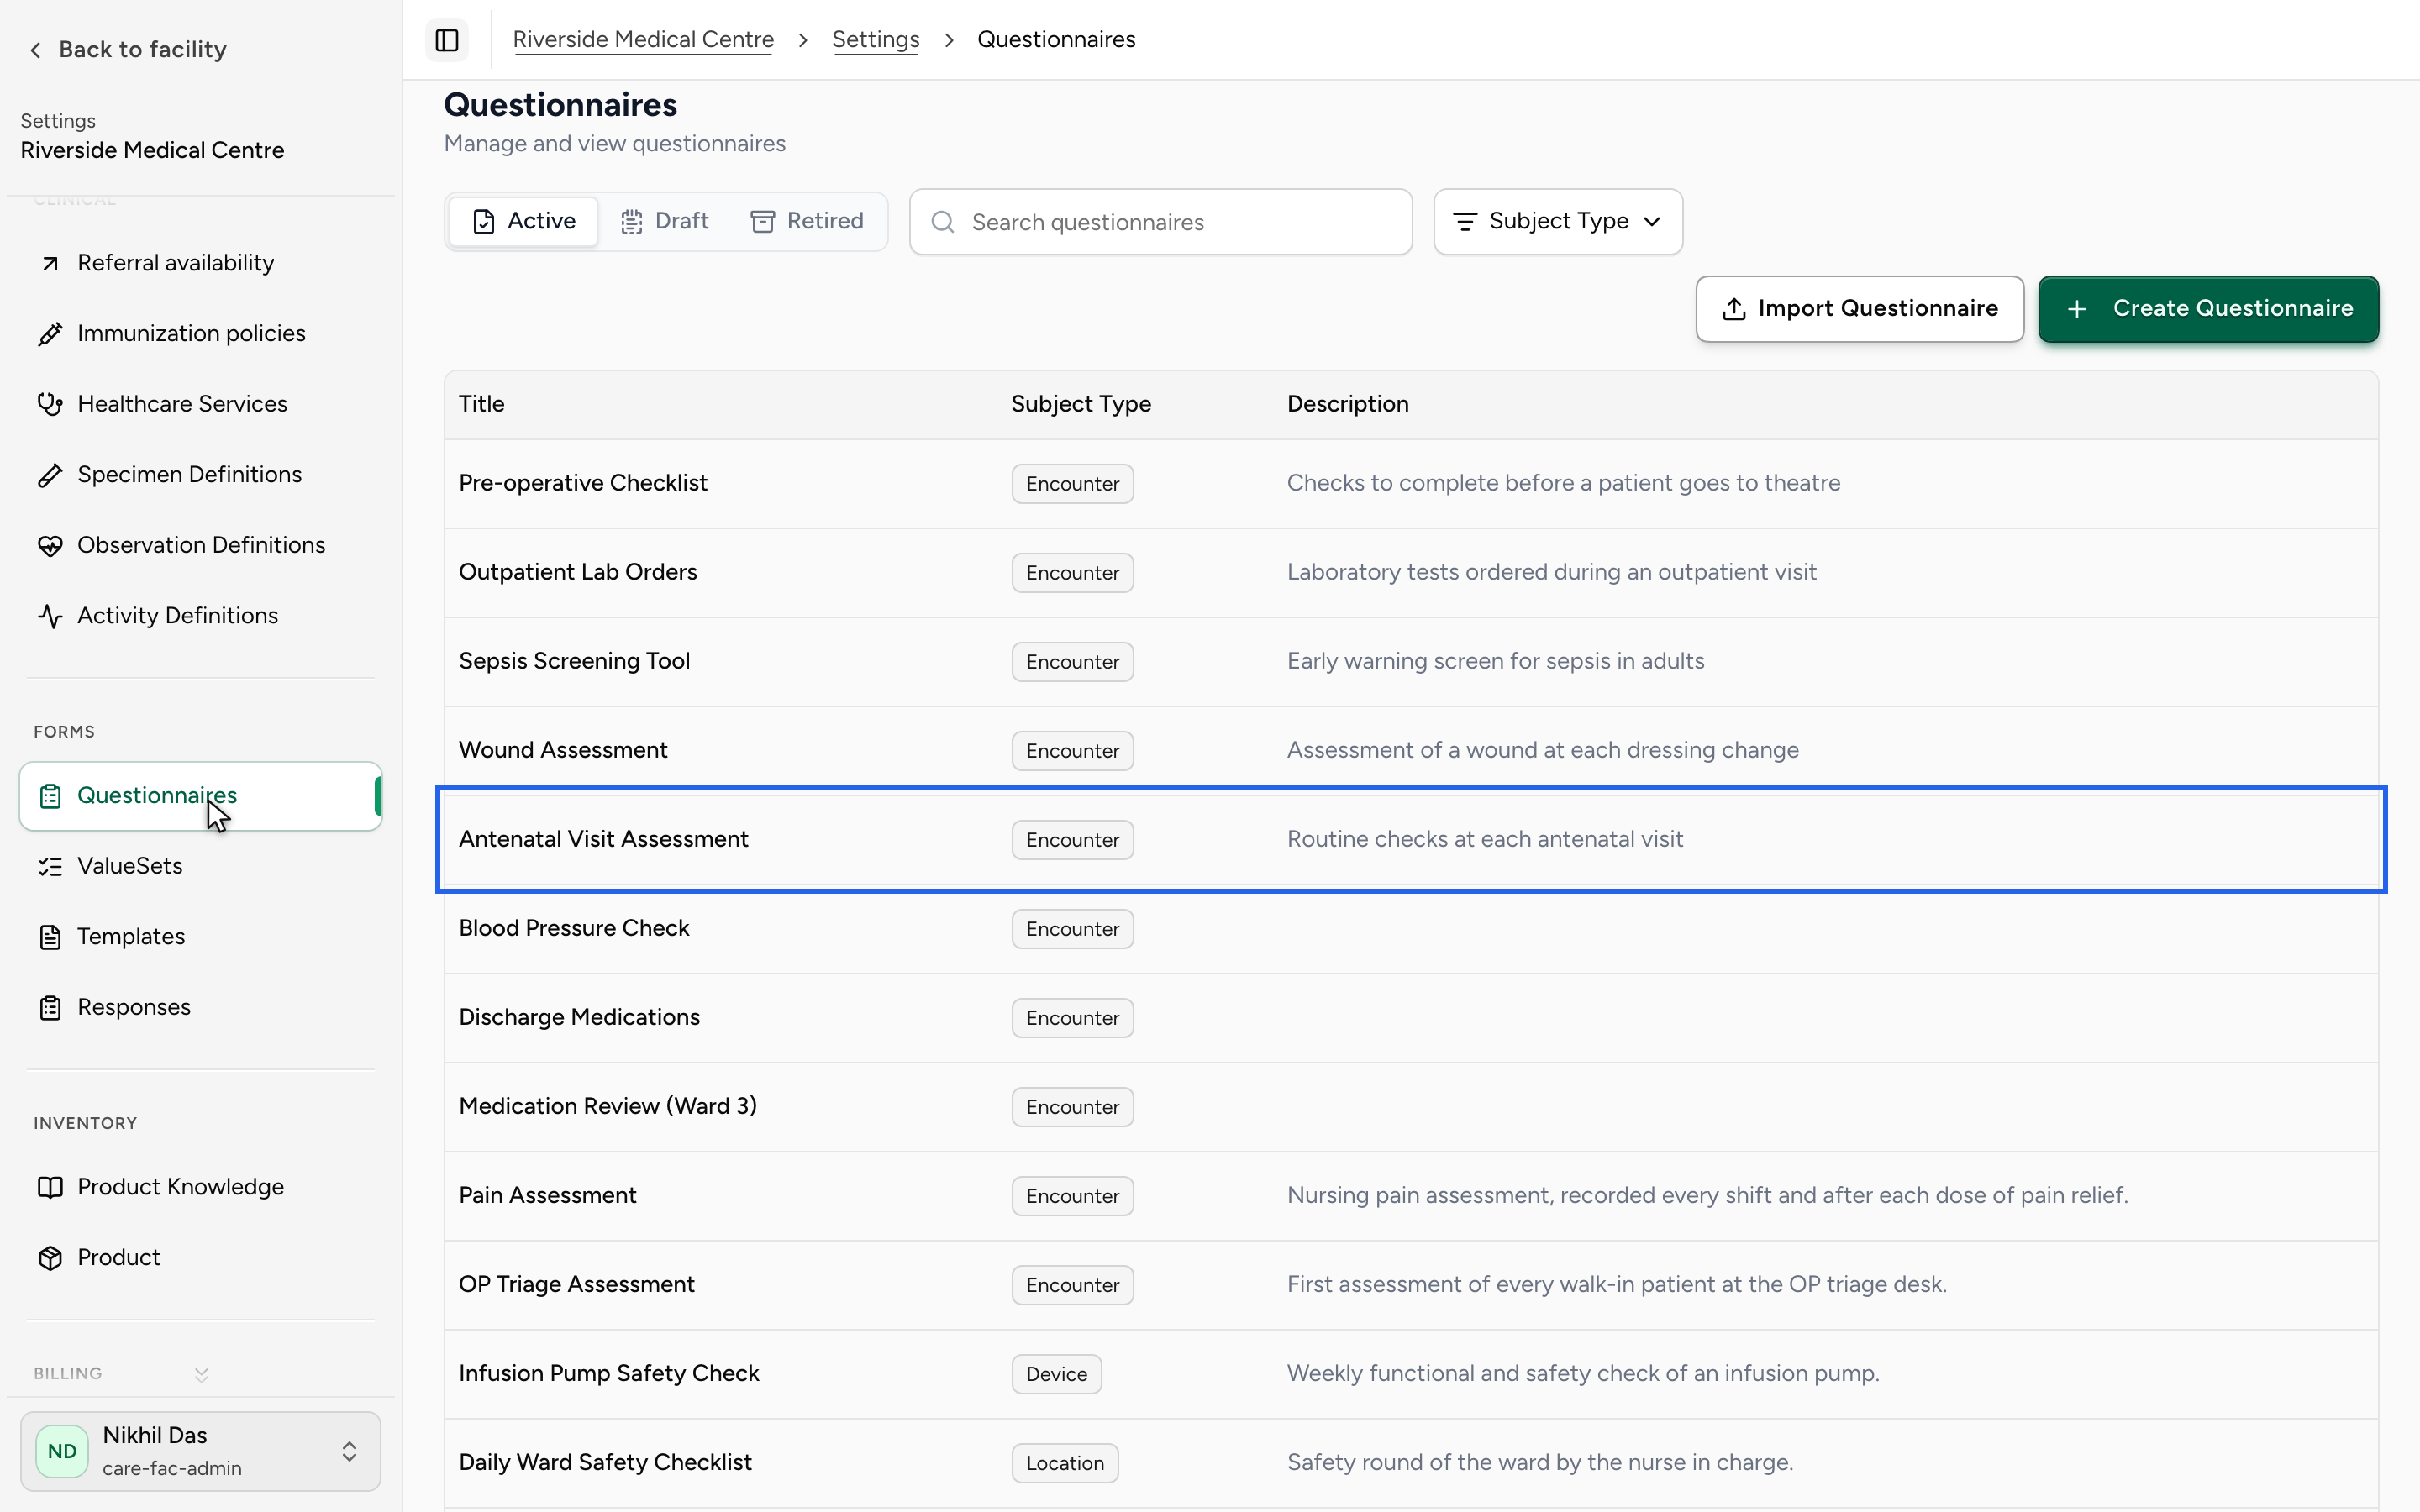 Back to facility
Settings
Riverside Medical Centre
CLINICAL
Referral availability
Immunization policies
Healthcare Services
Specimen Definitions
Observation Definitions
Activity Definitions
FORMS
Questionnaires
ValueSets
Templates
Responses
INVENTORY
Product Knowledge
Product
BILLING
ND
Nikhil Das
care-fac-admin
Riverside Medical Centre > Settings > Questionnaires
Questionnaires
Manage and view questionnaires
Active Draft Retired Search questionnaires Subject Type
Import Questionnaire + Create Questionnaire
Title Subject Type Description
Pre-operative Checklist Encounter Checks to complete before a patient goes to theatre
Outpatient Lab Orders Encounter Laboratory tests ordered during an outpatient visit
Sepsis Screening Tool Encounter Early warning screen for sepsis in adults
Wound Assessment Encounter Assessment of a wound at each dressing change
Antenatal Visit Assessment Encounter Routine checks at each antenatal visit
Blood Pressure Check Encounter
Discharge Medications Encounter
Medication Review (Ward 3) Encounter
Pain Assessment Encounter Nursing pain assessment, recorded every shift and after each dose of pain relief.
OP Triage Assessment Encounter First assessment of every walk-in patient at the OP triage desk.
Infusion Pump Safety Check Device Weekly functional and safety check of an infusion pump.
Daily Ward Safety Checklist Location Safety round of the ward by the nurse in charge.